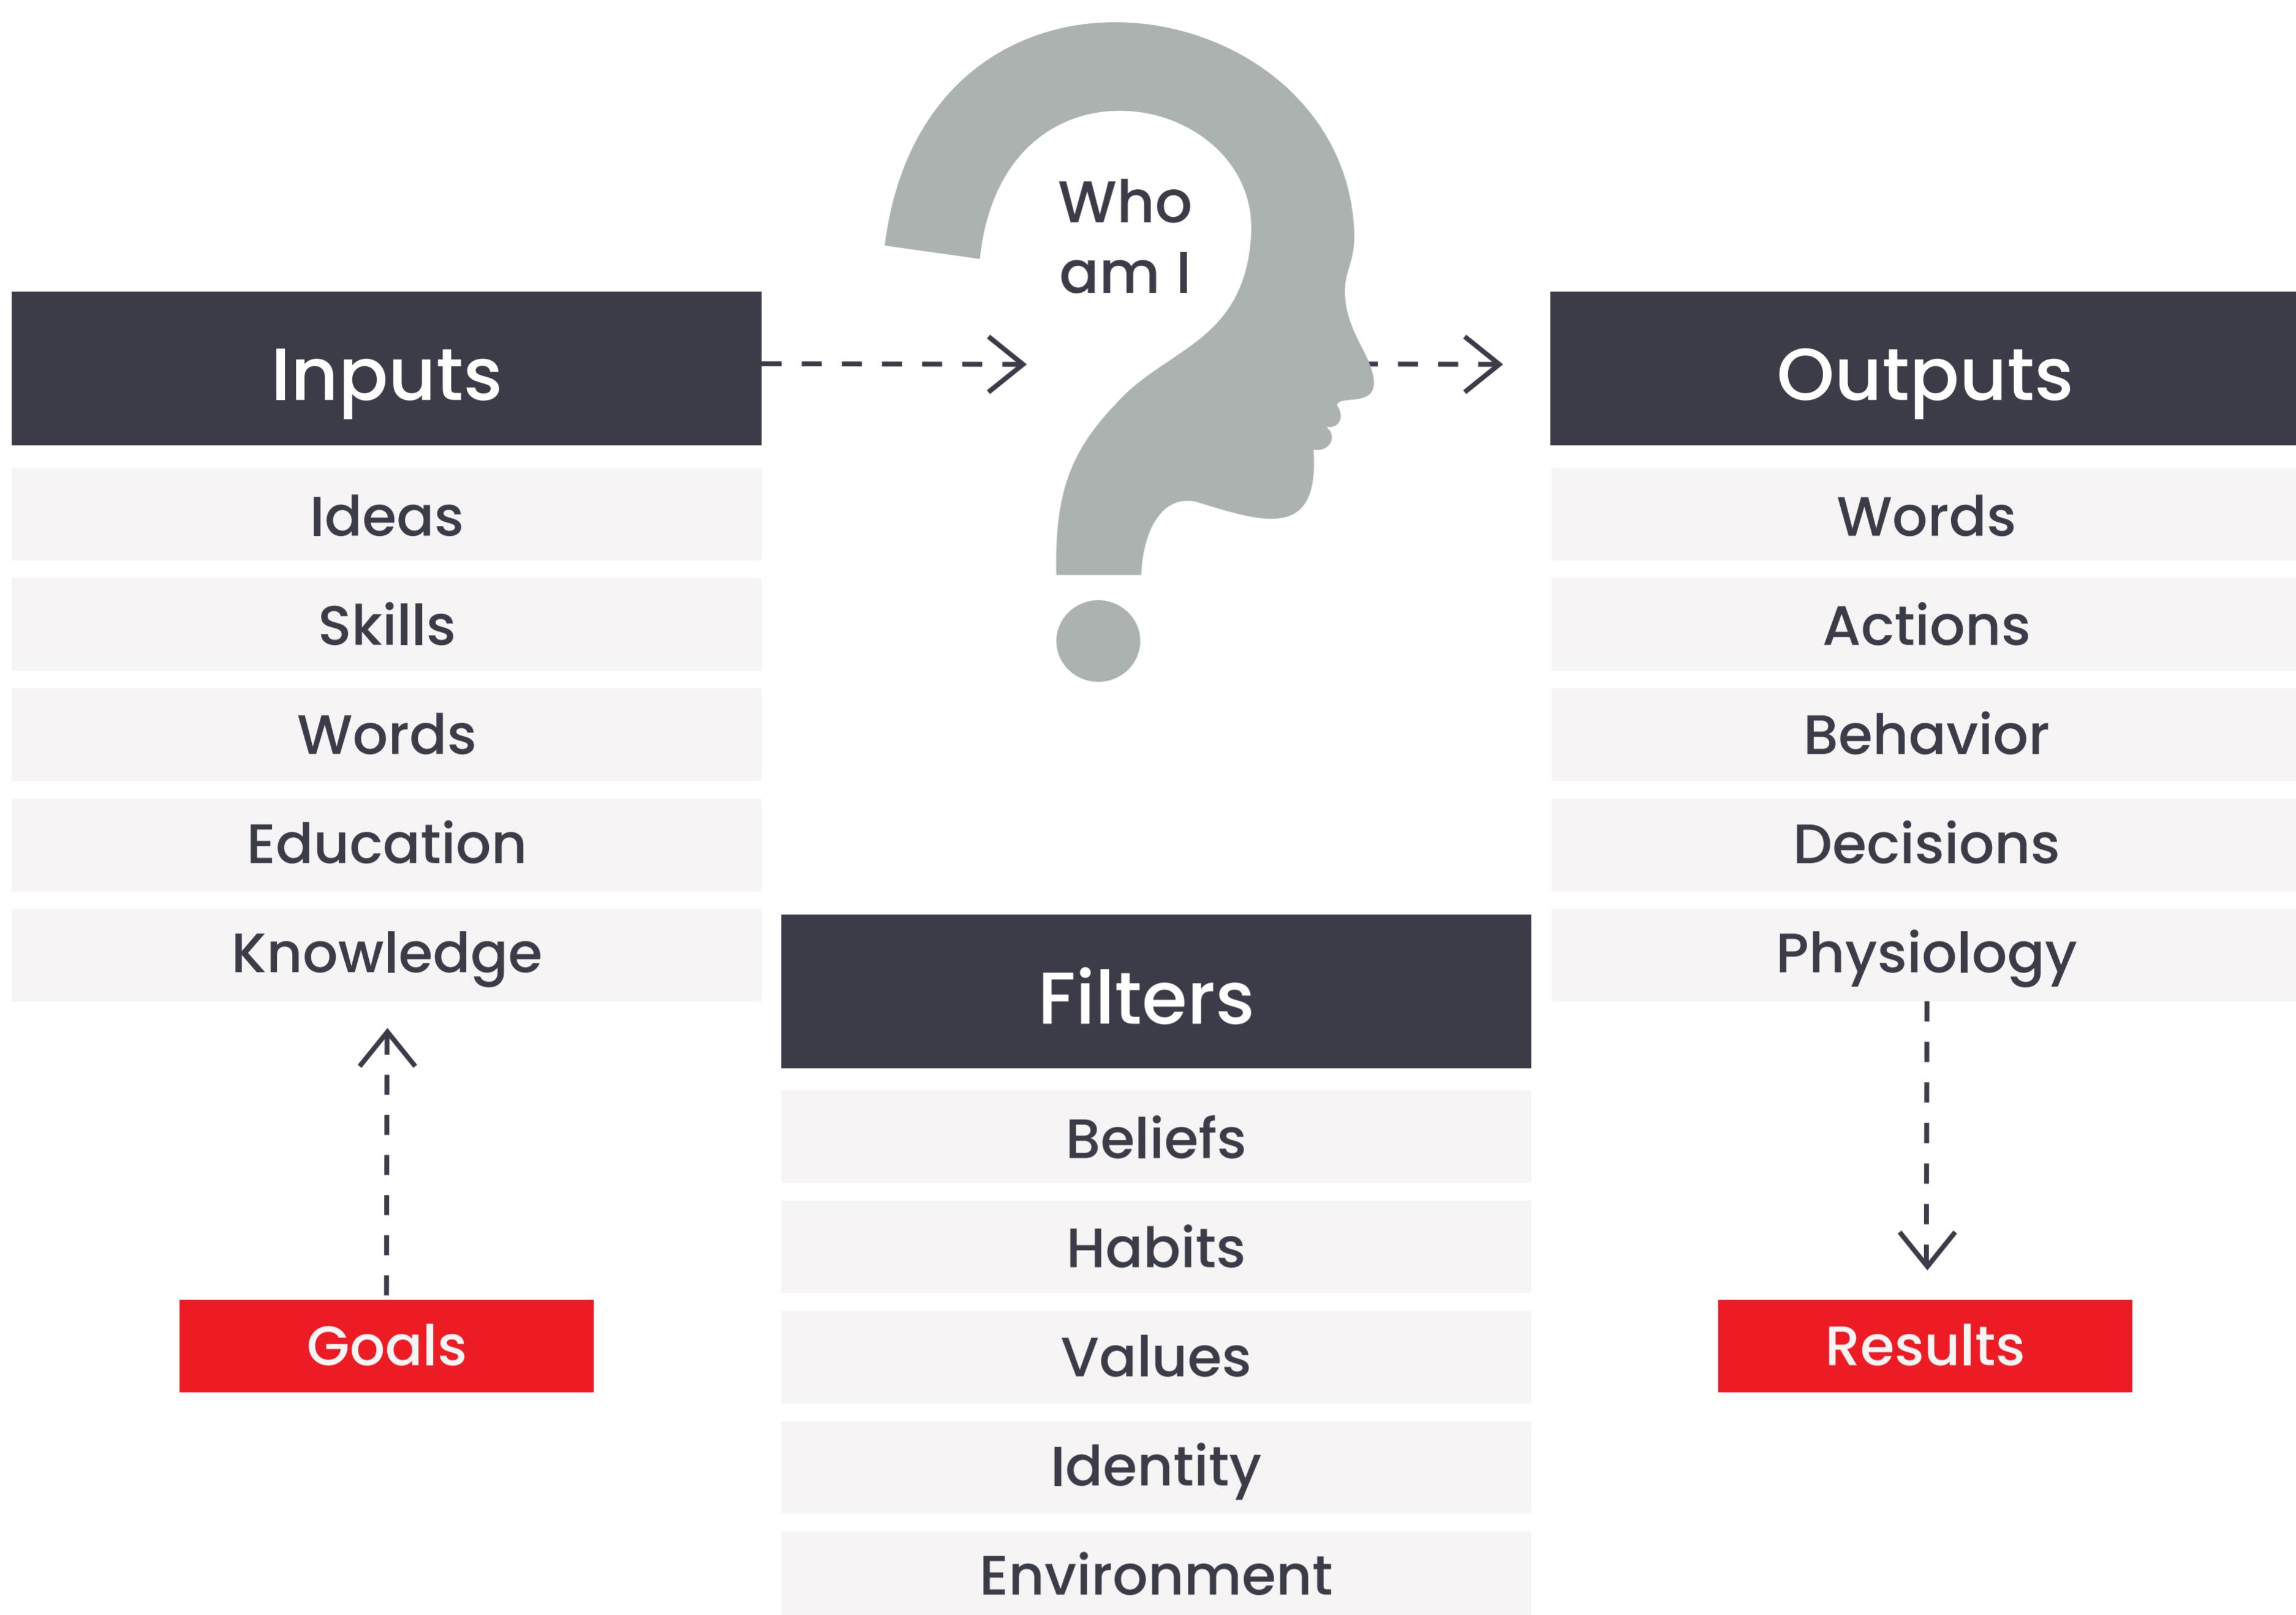 Who
am I
Inputs
Ideas
Skills
Words
Education
Knowledge
Goals
Filters
Beliefs
Habits
Values
Identity
Environment
Outputs
Words
Actions
Behavior
Decisions
Physiology
Results